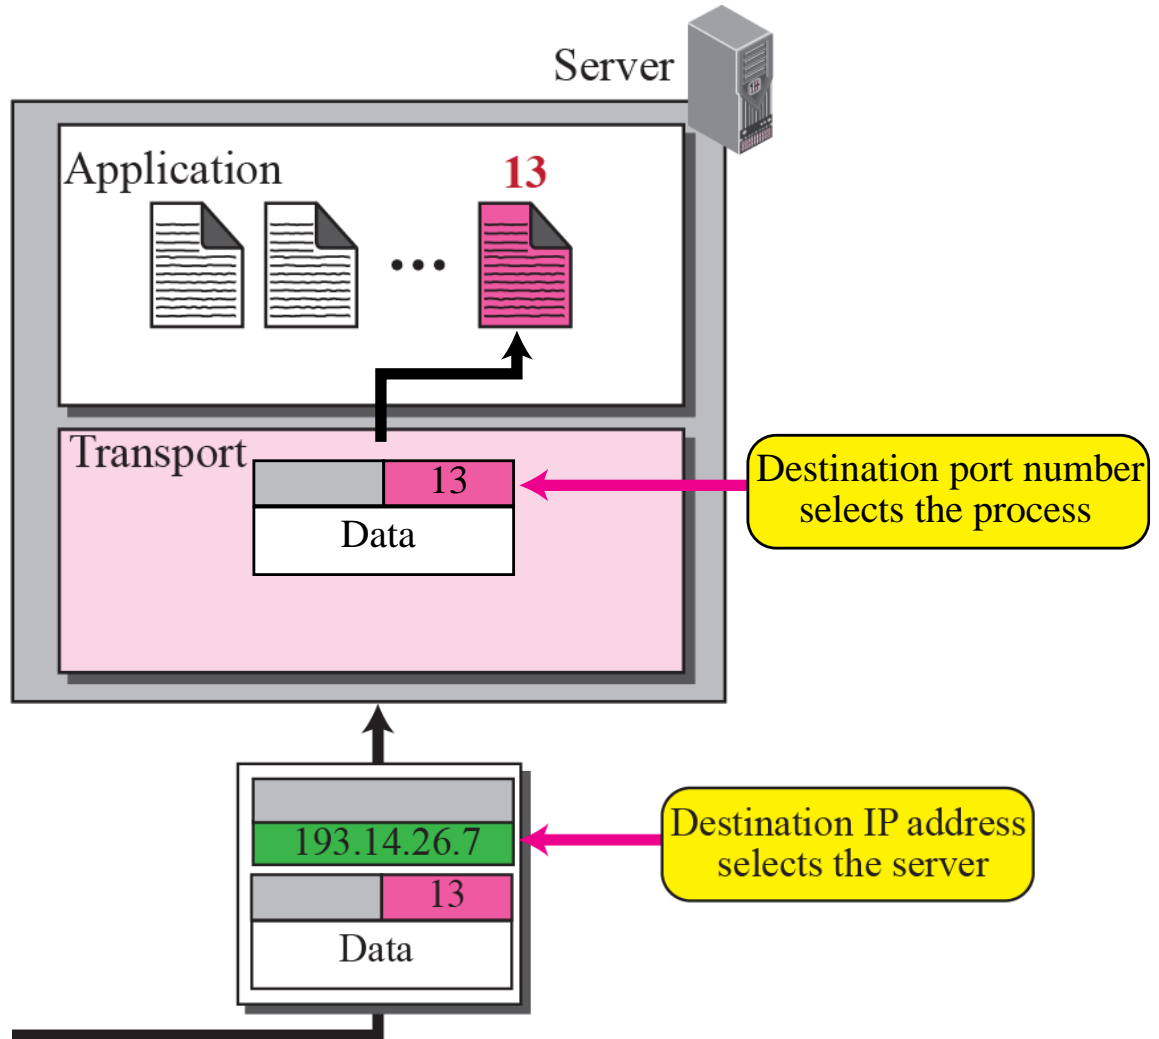 Server
Application
13
...
Transport
13
Data
Destination port number
selects the process
193.14.26.7
13
Data
Destination IP address
selects the server